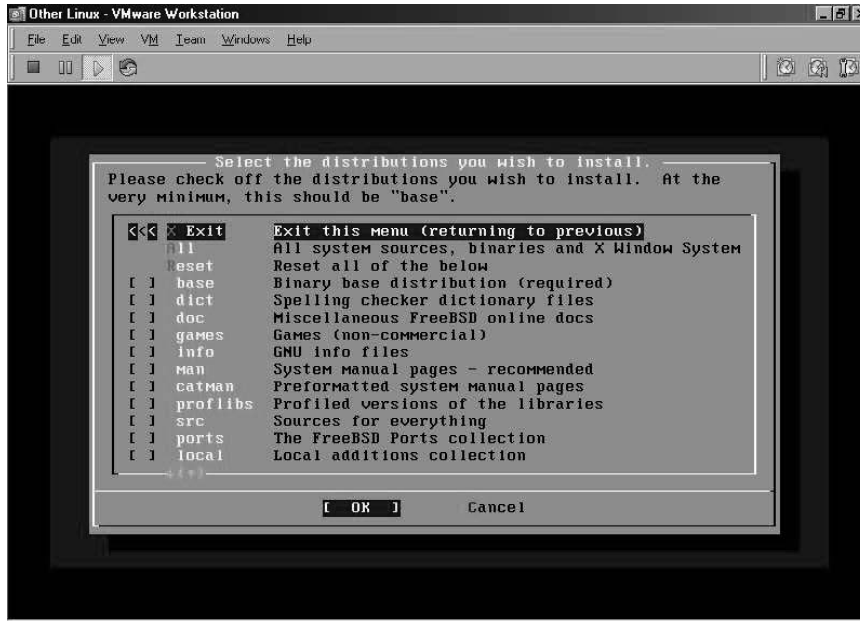 Other Linux - VMware Workstation
File Edit View VM Team Windows Help
Select the distributions you wish to install.
Please check off the distributions you wish to install. At the
very minimum, this should be "base".
<<< X Exit Exit this menu (returning to previous)
All All system sources, binaries and X Window System
Reset Reset all of the below
[ ] base Binary base distribution (required)
[ ] dict Spelling checker dictionary files
[ ] doc Miscellaneous FreeBSD online docs
[ ] games Games (non-commercial)
[ ] info GNU info files
[ ] man System manual pages - recommended
[ ] catman Preformatted system manual pages
[ ] proflibs Profiled versions of the libraries
[ ] src Sources for everything
[ ] ports The FreeBSD Ports collection
[ ] local Local additions collection
[ OK ] Cancel